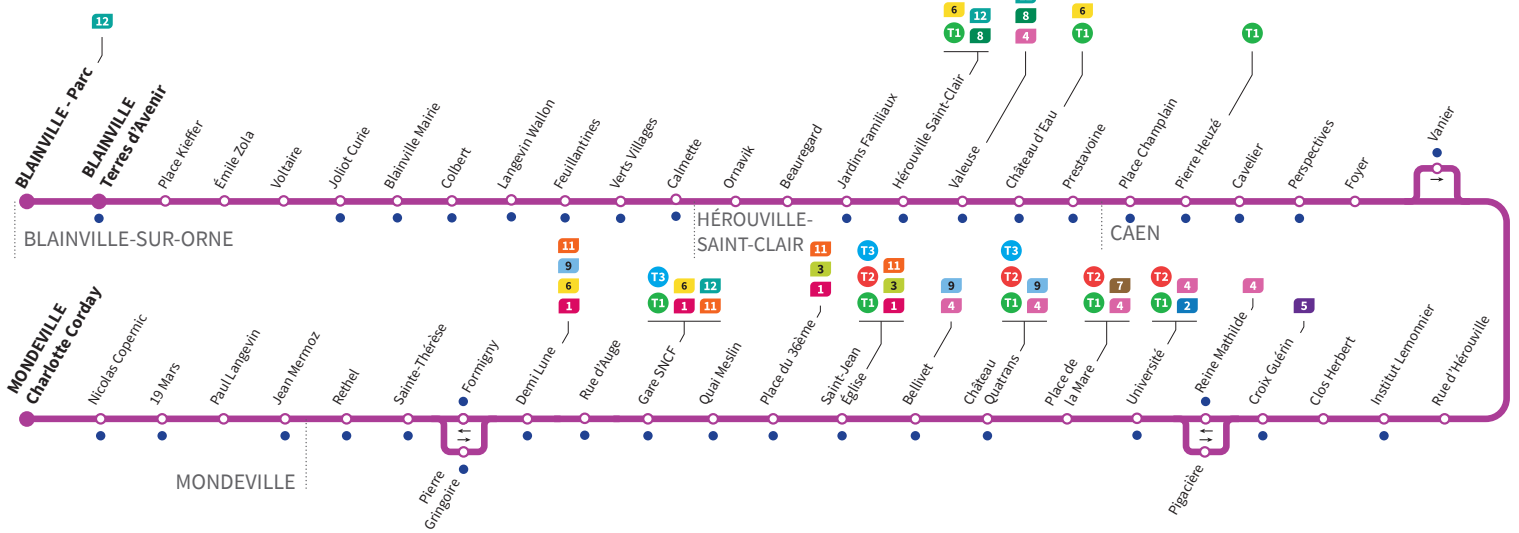 12
6
12
T1
8
8
4
6
T1
T1
BLAINVILLE - Parc
BLAINVILLE
Terres d'Avenir
Place Kieffer
Émile Zola
Voltaire
Joliot Curie
Blainville Mairie
Colbert
Langevin Wallon
Feuillantines
Verts Villages
Calmette
Ornavik
Beauregard
Jardins Familiaux
Hérouville Saint-Clair
Valeuse
Château d'Eau
Prestavoine
Place Champlain
Pierre Heuzé
Cavelier
Perspectives
Foyer
Vanier
BLAINVILLE-SUR-ORNE
HÉROUVILLE-
SAINT-CLAIR
CAEN
11
9
6
1
T3
6
12
T1
1
11
11
3
1
T3
T2
11
3
T1
1
9
4
T3
T2
9
T1
4
T2
7
T1
4
T2
4
T1
2
4
5
MONDEVILLE
Charlotte Corday
Nicolas Copernic
19 Mars
Paul Langevin
Jean Mermoz
Rethel
Sainte-Thérèse
Formigny
Demi Lune
Rue d'Auge
Gare SNCF
Quai Meslin
Place du 36ème
Saint-Jean
Église
Bellivet
Château
Quatrans
Place de
la Mare
Université
Reine Mathilde
Croix Guérin
Clos Herbert
Institut Lemonnier
Rue d'Hérouville
MONDEVILLE
Pierre
Gringoire
Pigacière